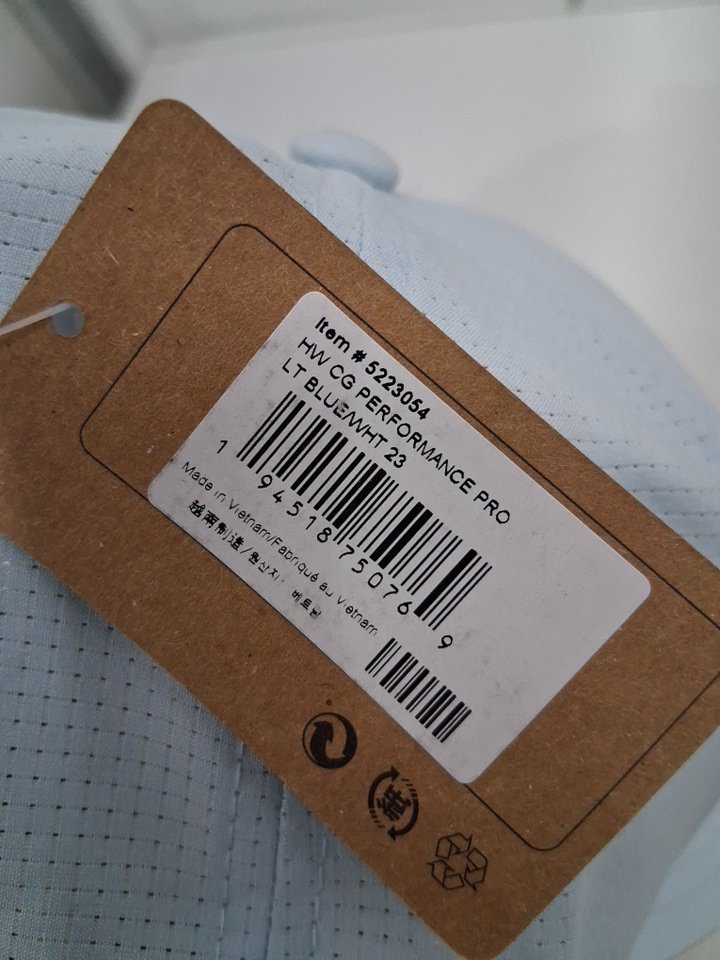 Item # 5223054
HW CG PERFORMANCE PRO
LT BLUE/WHT 23
1 94518 75076 9
Made in Vietnam/Fabriqué au Vietnam
越南制造/원산지: 베트남
紙